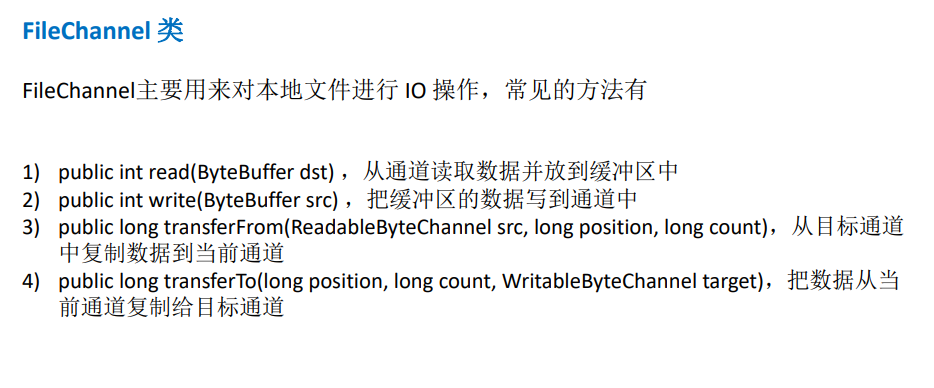 FileChannel 类
FileChannel主要用来对本地文件进行 IO 操作，常见的方法有
1) public int read(ByteBuffer dst) ，从通道读取数据并放到缓冲区中
2) public int write(ByteBuffer src) ，把缓冲区的数据写到通道中
3) public long transferFrom(ReadableByteChannel src, long position, long count)，从目标通道
中复制数据到当前通道
4) public long transferTo(long position, long count, WritableByteChannel target)，把数据从当
前通道复制给目标通道